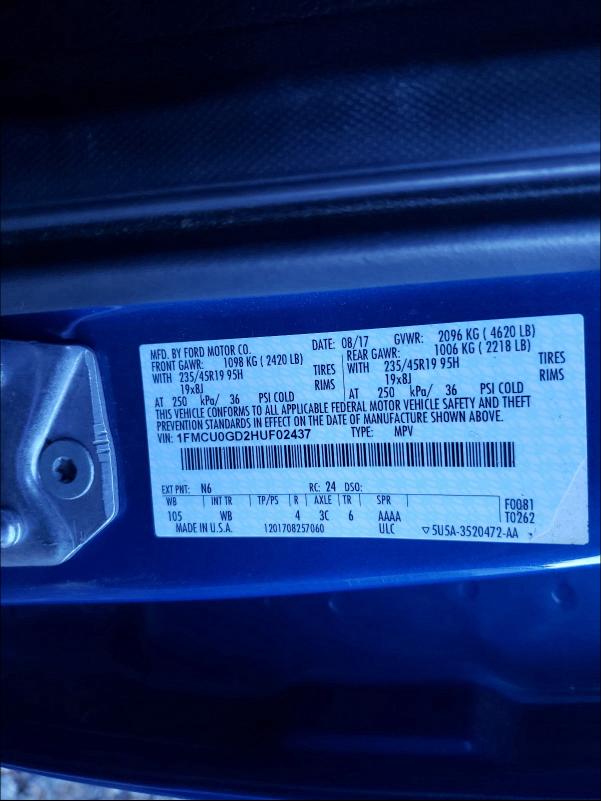 MFD. BY FORD MOTOR CO. DATE: 08/17 GVWR: 2096 KG ( 4620 LB)
FRONT GAWR: 1098 KG ( 2420 LB) REAR GAWR: 1006 KG ( 2218 LB)
WITH 235/45R19 95H TIRES WITH 235/45R19 95H TIRES
19x8J RIMS 19x8J RIMS
AT 250 kPa/ 36 PSI COLD AT 250 kPa/ 36 PSI COLD
THIS VEHICLE CONFORMS TO ALL APPLICABLE FEDERAL MOTOR VEHICLE SAFETY AND THEFT
PREVENTION STANDARDS IN EFFECT ON THE DATE OF MANUFACTURE SHOWN ABOVE.
VIN: 1FMCU0GD2HUF02437 TYPE: MPV
EXT PNT: N6 RC: 24 DSO:
WB INT TR TP/PS R AXLE TR SPR F0081
105 WB 4 3C 6 AAAA T0262
MADE IN U.S.A. 1201708257060 ULC ▽5U5A-3520472-AA